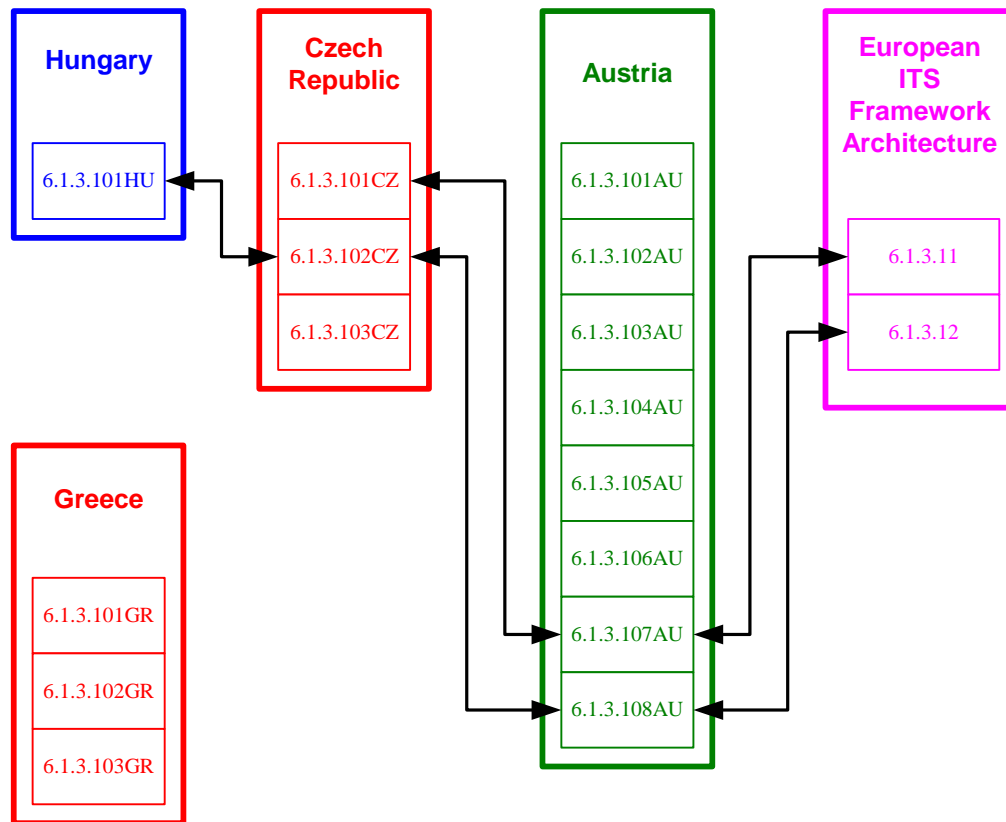 Hungary
6.1.3.101HU
Czech
Republic
6.1.3.101CZ
6.1.3.102CZ
6.1.3.103CZ
Austria
6.1.3.101AU
6.1.3.102AU
6.1.3.103AU
6.1.3.104AU
6.1.3.105AU
6.1.3.106AU
6.1.3.107AU
6.1.3.108AU
European
ITS
Framework
Architecture
6.1.3.11
6.1.3.12
Greece
6.1.3.101GR
6.1.3.102GR
6.1.3.103GR